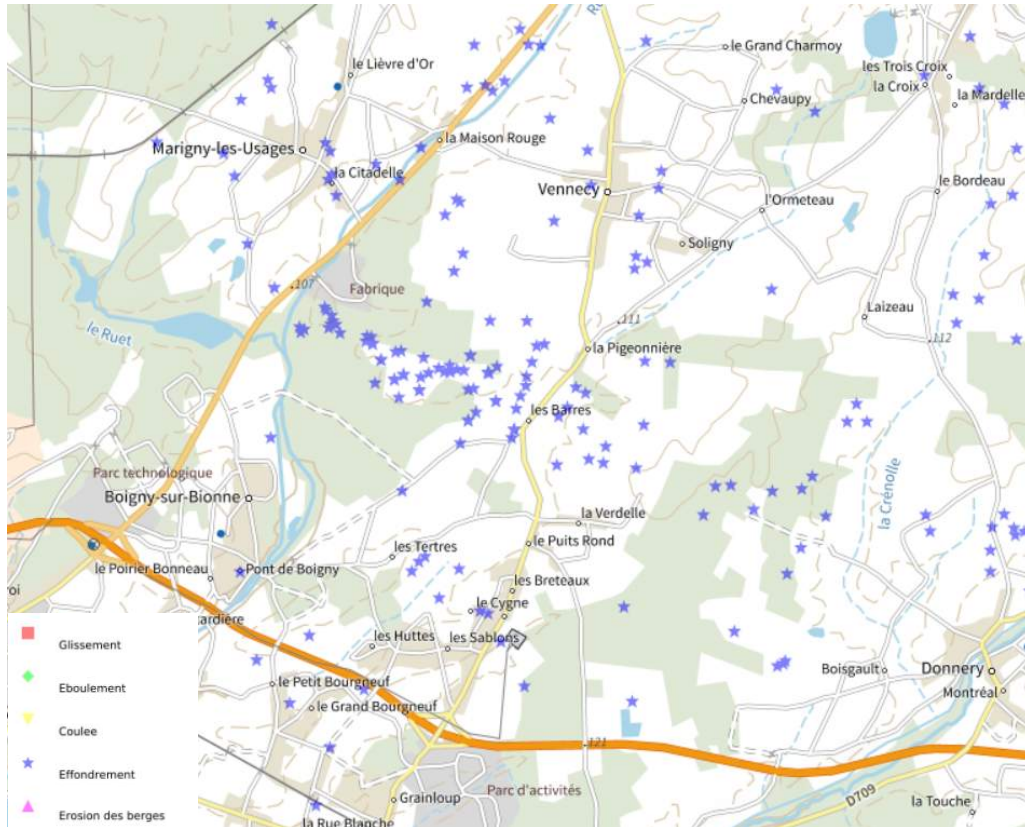 le Grand Charmoy
les Trois Croix
le Lièvre d'Or
la Croix
Chevaupy
la Mardelle
la Maison Rouge
Marigny-les-Usages
la Citadelle
Vennecy
le Bordeau
l'Ormeteau
Soligny
107
Fabrique
Laizeau
le Ruet
111
112
la Pigeonnière
les Barres
Parc technologique
Boigny-sur-Bionne
la Crénolle
la Verdelle
le Puits Rond
les Tertres
le Poirier Bonneau
Pont de Boigny
les Breteaux
le Cygne
ardière
les Huttes
les Sablons
Glissement
Boisgault
Donnery
Eboulement
le Petit Bourgneuf
Montréal
le Grand Bourgneuf
Coulee
121
Effondrement
Parc d'activités
D709
Grainloup
la Touche
Erosion des berges
la Rue Blanche